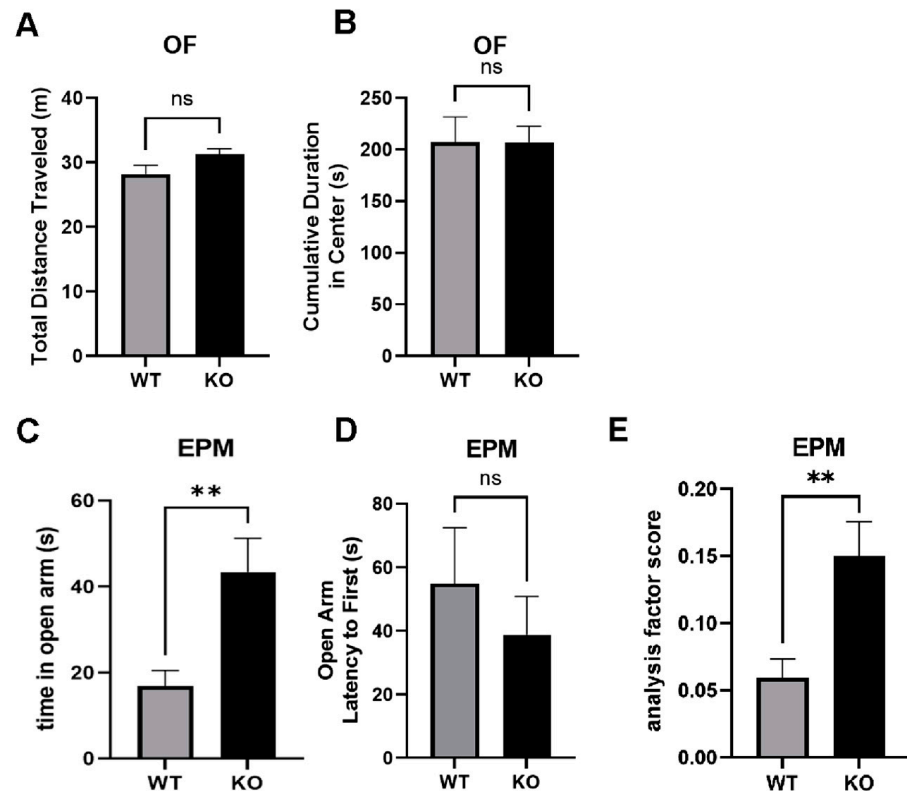 A
OF
Total Distance Traveled (m)
40
30
20
10
0
ns
WT
KO
B
OF
Cumulative Duration
in Center (s)
250
200
150
100
50
0
ns
WT
KO
C
EPM
time in open arm (s)
60
40
20
0
**
WT
KO
D
EPM
Open Arm
Latency to First (s)
80
60
40
20
0
ns
WT
KO
E
EPM
analysis factor score
0.20
0.15
0.10
0.05
0.00
**
WT
KO